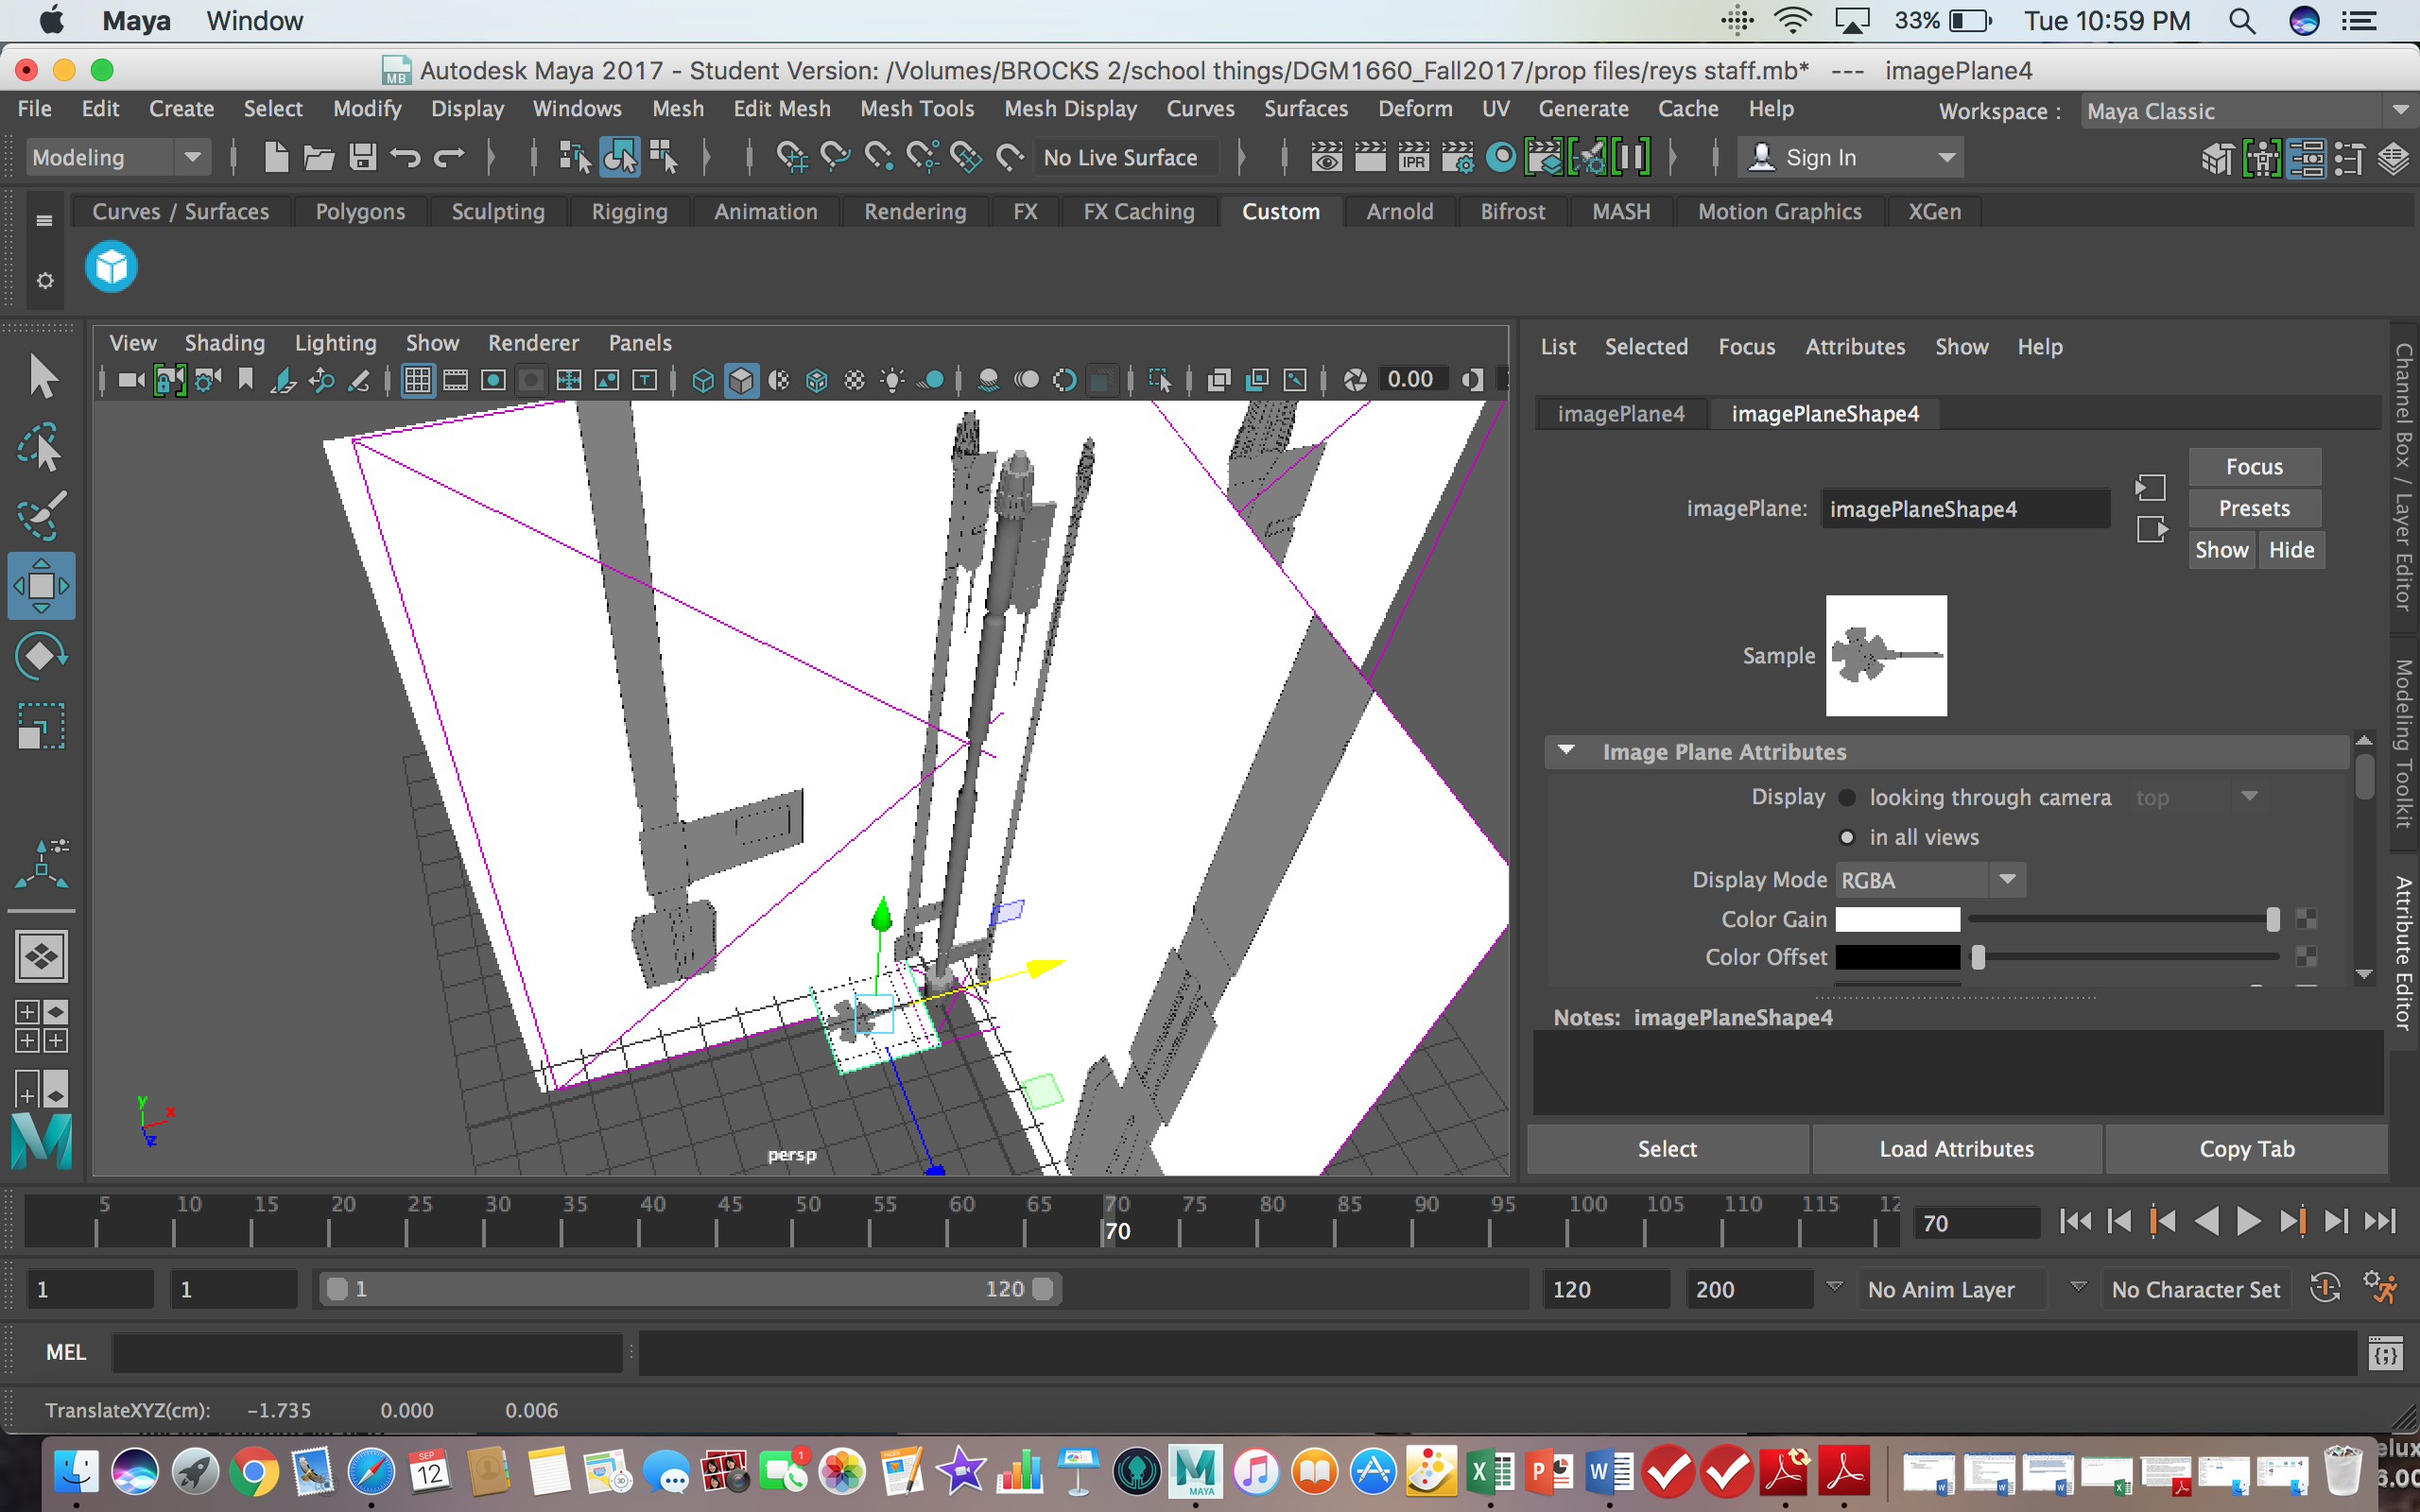 Maya Window 33% Tue 10:59 PM
Autodesk Maya 2017 - Student Version: /Volumes/BROCKS 2/school things/DGM1660_Fall2017/prop files/reys staff.mb* --- imagePlane4
File Edit Create Select Modify Display Windows Mesh Edit Mesh Mesh Tools Mesh Display Curves Surfaces Deform UV Generate Cache Help Workspace : Maya Classic
Modeling No Live Surface IPR Sign In
Curves / Surfaces Polygons Sculpting Rigging Animation Rendering FX FX Caching Custom Arnold Bifrost MASH Motion Graphics XGen
View Shading Lighting Show Renderer Panels
0.00
List Selected Focus Attributes Show Help
imagePlane4 imagePlaneShape4
Focus
imagePlane: imagePlaneShape4 Presets
Show Hide
Sample
Image Plane Attributes
Display looking through camera top
in all views
Display Mode RGBA
Color Gain
Color Offset
Notes: imagePlaneShape4
Select Load Attributes Copy Tab
Channel Box / Layer Editor
Modeling Toolkit
Attribute Editor
y x z
persp
5 10 15 20 25 30 35 40 45 50 55 60 65 70 75 80 85 90 95 100 105 110 115 12
70 70
1 1 1 120 120 200 No Anim Layer No Character Set
MEL
TranslateXYZ(cm): -1.735 0.000 0.006
SEP
12
PAGES
1
MAYA
elux
6.00